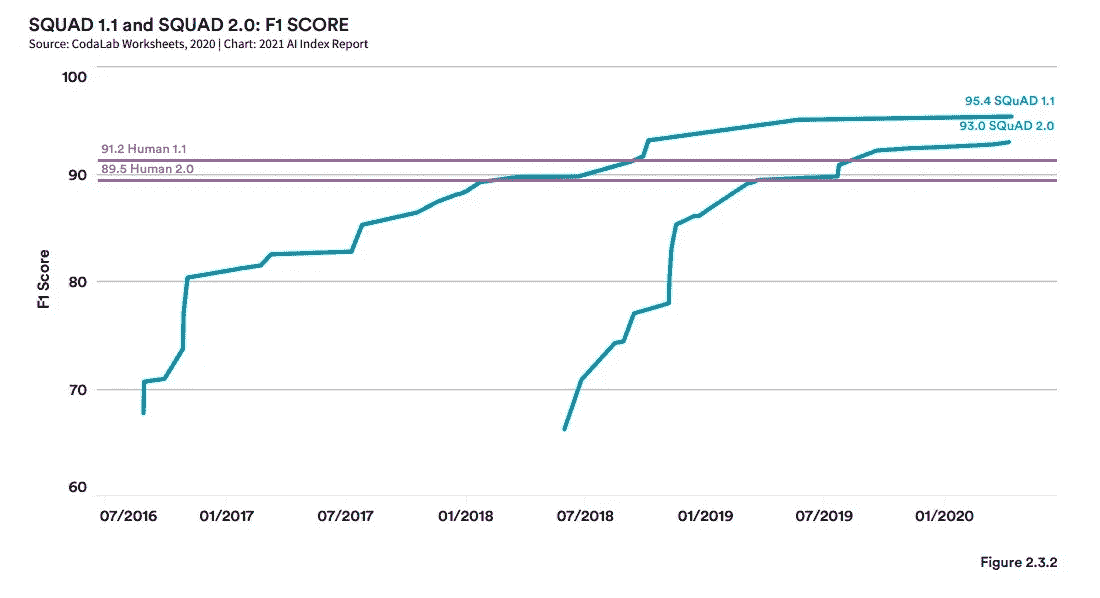 SQUAD 1.1 and SQUAD 2.0: F1 SCORE
Source: CodaLab Worksheets, 2020 | Chart: 2021 AI Index Report
100
95.4 SQuAD 1.1
93.0 SQuAD 2.0
91.2 Human 1.1
89.5 Human 2.0
90
F1 Score
80
70
60
07/2016 01/2017 07/2017 01/2018 07/2018 01/2019 07/2019 01/2020
Figure 2.3.2